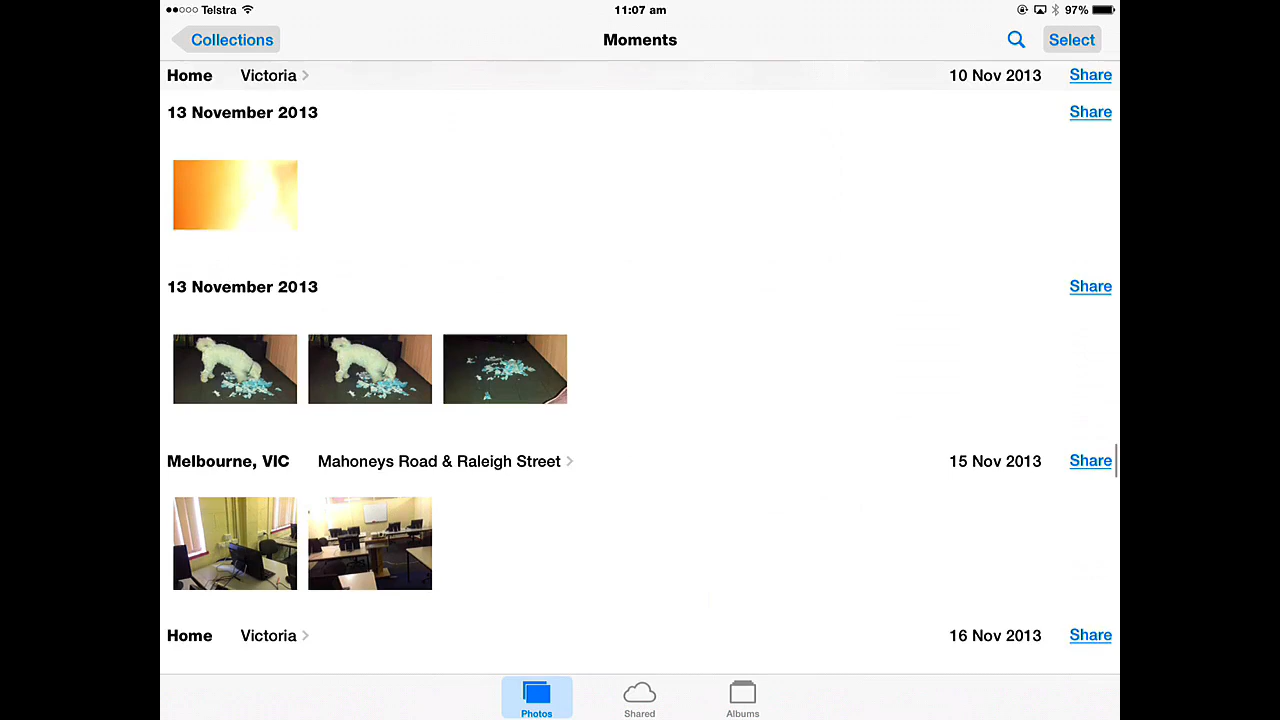 Telstra 11:07 am 97%
Collections Moments Select
Home Victoria 10 Nov 2013 Share
13 November 2013 Share
13 November 2013 Share
Melbourne, VIC Mahoneys Road & Raleigh Street 15 Nov 2013 Share
Home Victoria 16 Nov 2013 Share
Photos Shared Albums